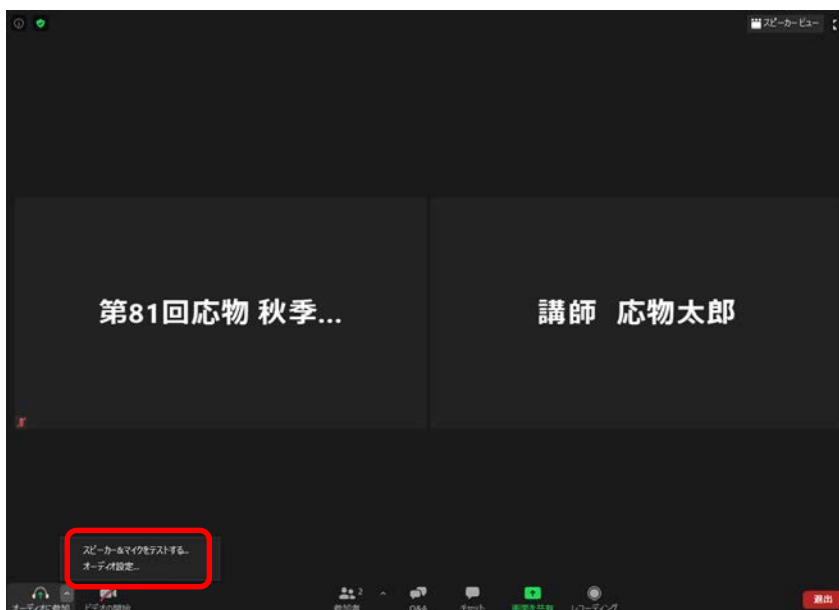 スピーカービュー
第81回応物 秋季...
講師 応物太郎
スピーカー&マイクをテストする...
オーディオ設定...
オーディオに参加
ビデオの開始
参加者
2
Q&A
チャット
画面を共有
レコーディング
退出